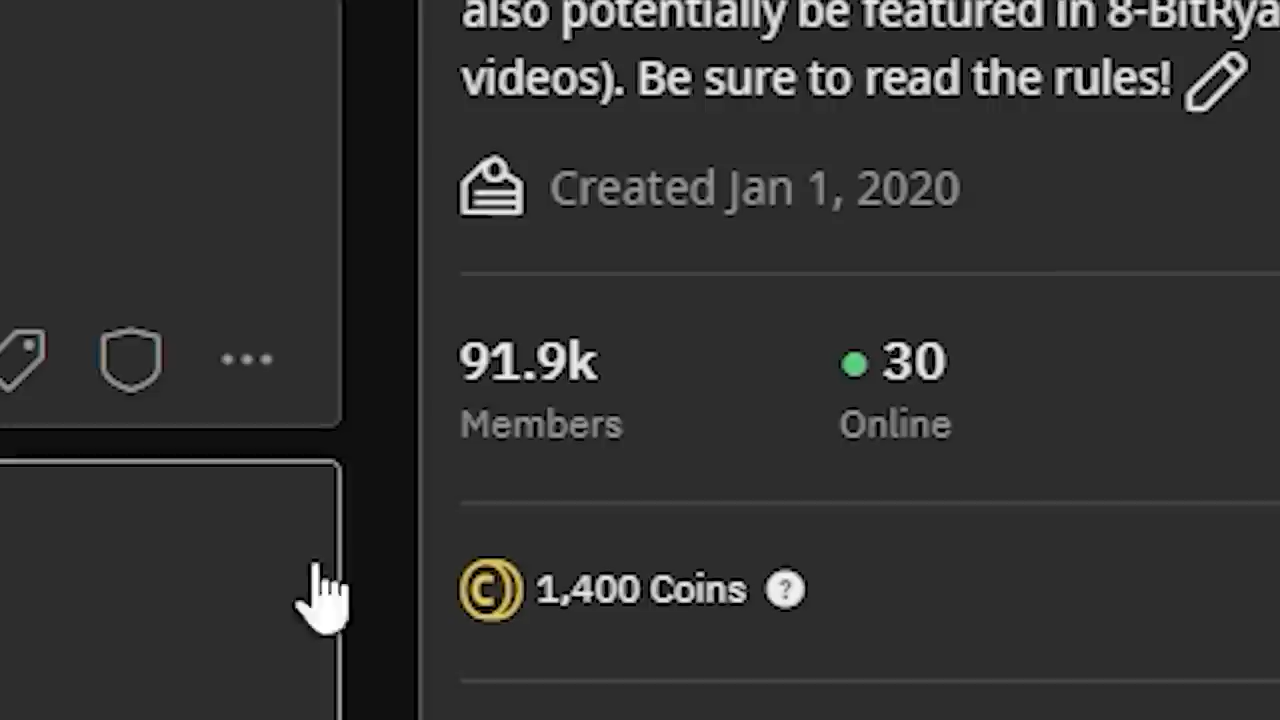 also potentially be featured in 8-BitRya
videos). Be sure to read the rules!
Created Jan 1, 2020
91.9k
30
Members
Online
1,400 Coins ?